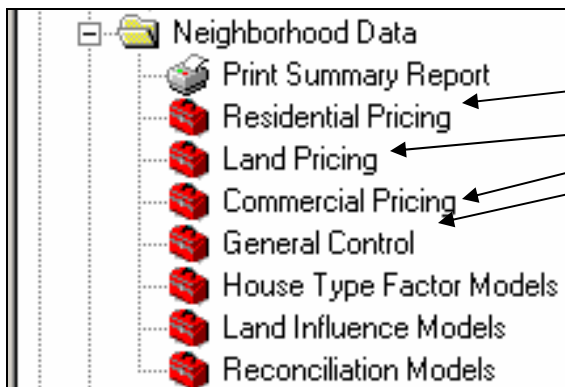 Neighborhood Data
Print Summary Report
Residential Pricing
Land Pricing
Commercial Pricing
General Control
House Type Factor Models
Land Influence Models
Reconciliation Models